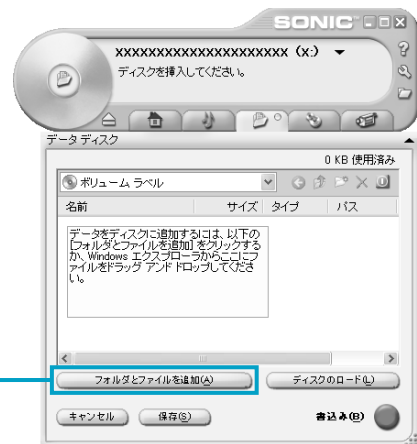 SONIC
xxxxxxxxxxxxxxxxxxxxx (x:)
ディスクを挿入してください。
データ ディスク
0 KB 使用済み
ボリューム ラベル
名前 サイズ タイプ パス
データをディスクに追加するには、以下の
[フォルダとファイルを追加] をクリックする
か、Windows エクスプローラからここにフ
ァイルをドラッグ アンド ドロップしてくださ
い。
フォルダとファイルを追加(A) ディスクのロード(L)
キャンセル 保存(S) 書込み(B)